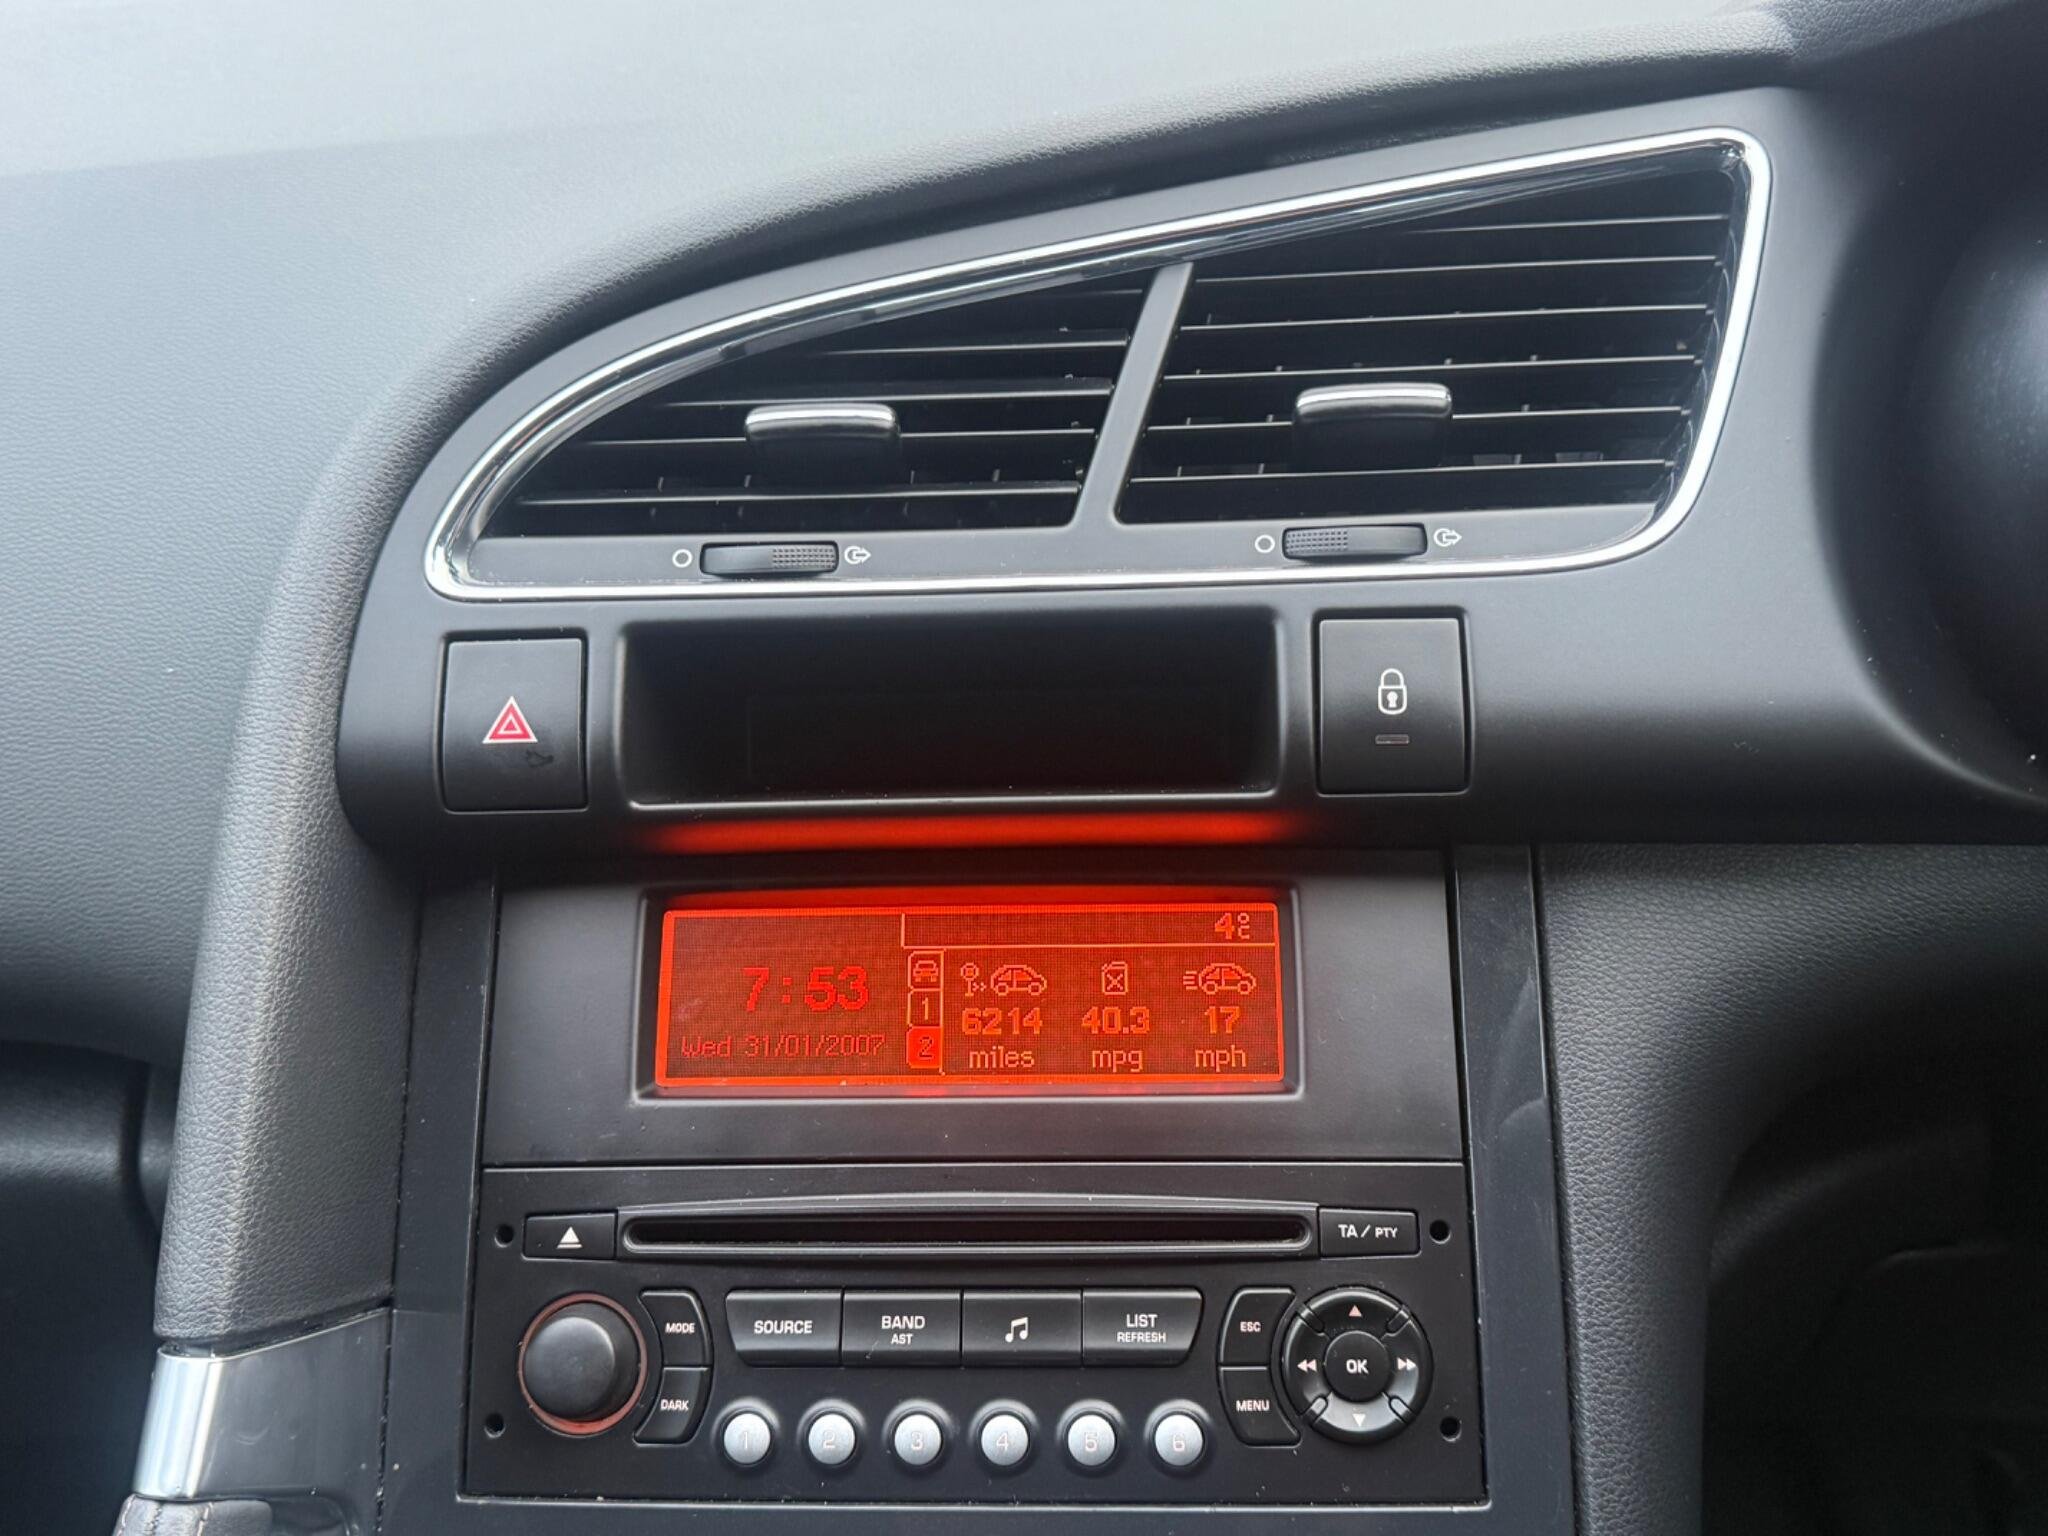 4°C
7:53
Wed 31/01/2007
1
2
6214
miles
40.3
mpg
17
mph
TA / PTY
MODE
SOURCE
BAND
AST
LIST
REFRESH
ESC
OK
DARK
MENU
1 2 3 4 5 6